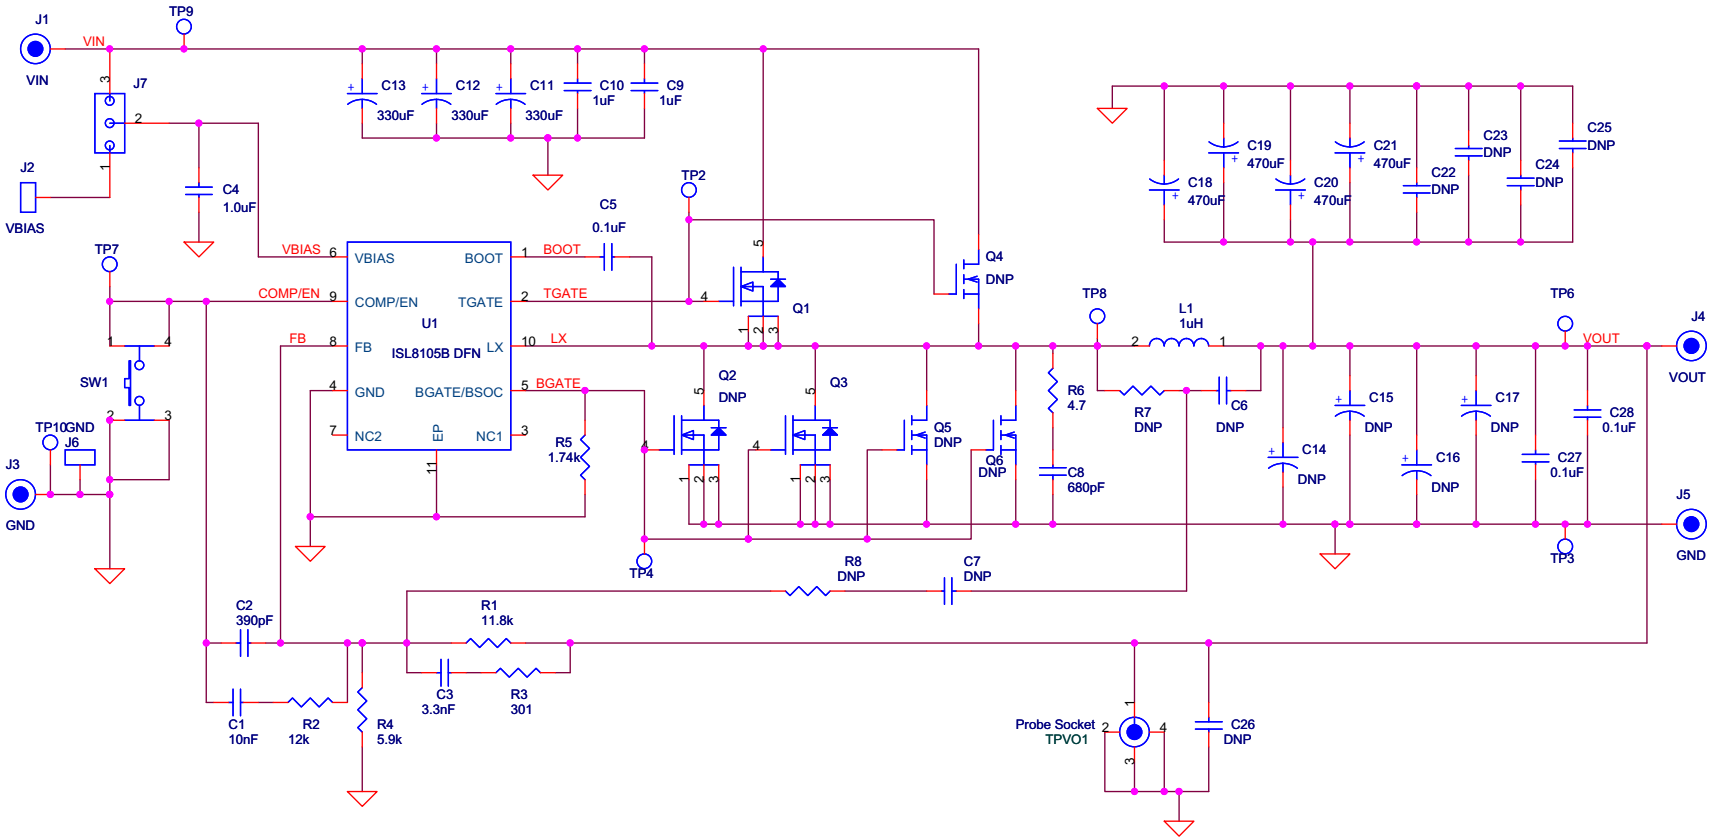 J1
VIN
VIN
TP9
3
J7
2
1
J2
VBIAS
C4
1.0uF
+
C13
330uF
+
C12
330uF
+
C11
330uF
C10
1uF
C9
1uF
TP7
VBIAS
6
COMP/EN
9
FB
8
4
7
VBIAS
COMP/EN
FB
GND
NC2
BOOT
TGATE
LX
BGATE/BSOC
NC1
U1
ISL8105B DFN
EP
11
1
BOOT
2
TGATE
10
LX
5
BGATE
3
C5
0.1uF
TP2
5
4
Q1
1
2
3
Q4
DNP
Q2
DNP
5
4
1
2
3
Q3
5
4
1
2
3
Q5
DNP
Q6
DNP
R5
1.74k
R6
4.7
C8
680pF
TP8
2
L1
1uH
1
R7
DNP
C6
DNP
C18
+
470uF
C19
+
470uF
C20
+
470uF
C21
+
470uF
C22
DNP
C23
DNP
C24
DNP
C25
DNP
TP6
VOUT
J4
VOUT
+
C14
DNP
+
C15
DNP
+
C16
DNP
+
C17
DNP
C28
0.1uF
C27
0.1uF
J5
GND
TP3
1
4
SW1
2
3
TP10
GND
J6
J3
GND
TP4
R8
DNP
C7
DNP
C2
390pF
C1
10nF
R2
12k
R4
5.9k
R1
11.8k
C3
3.3nF
R3
301
Probe Socket
TPVO1
1
2
4
3
C26
DNP